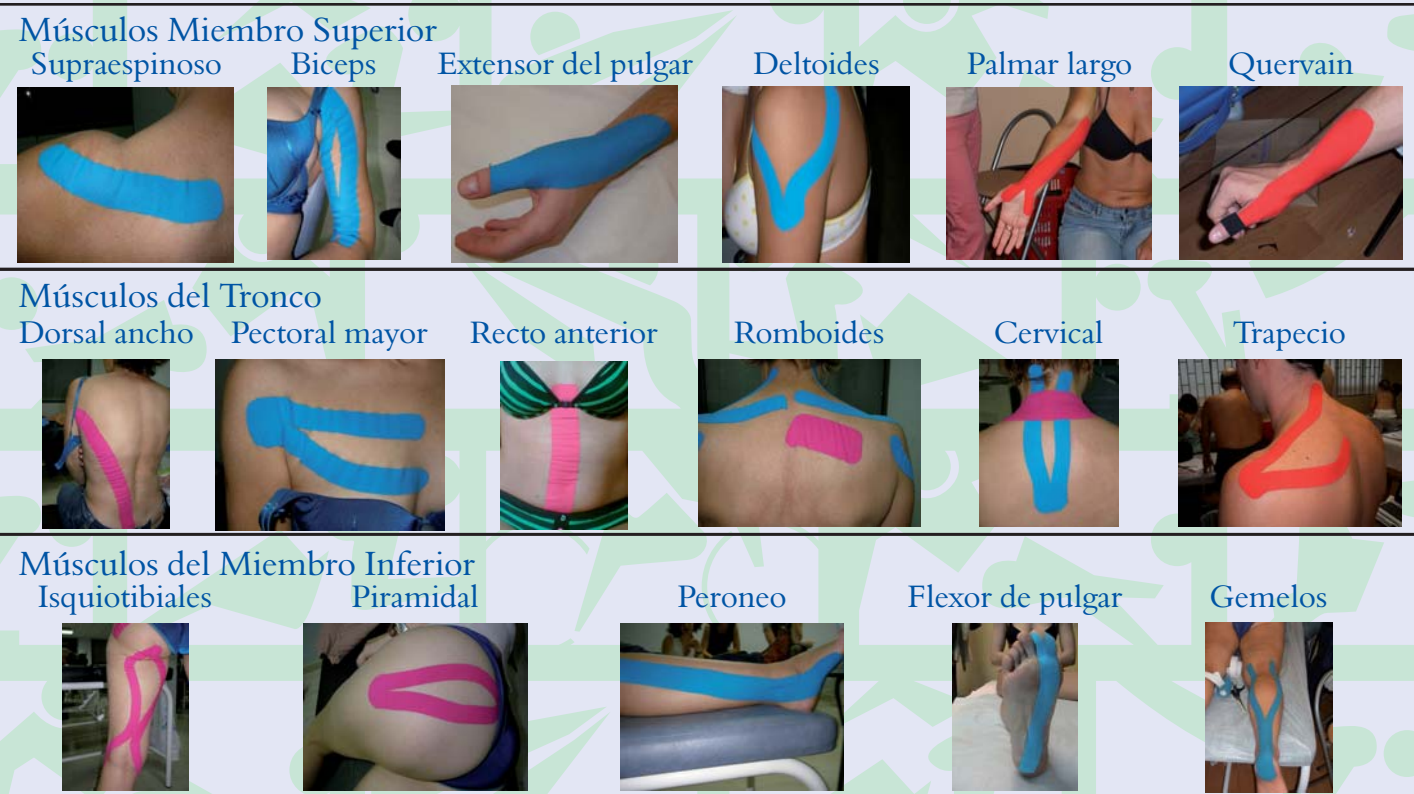 Músculos Miembro Superior
Supraespinoso Biceps Extensor del pulgar Deltoides Palmar largo Quervain
Músculos del Tronco
Dorsal ancho Pectoral mayor Recto anterior Romboides Cervical Trapecio
Músculos del Miembro Inferior
Isquiotibiales Piramidal Peroneo Flexor de pulgar Gemelos